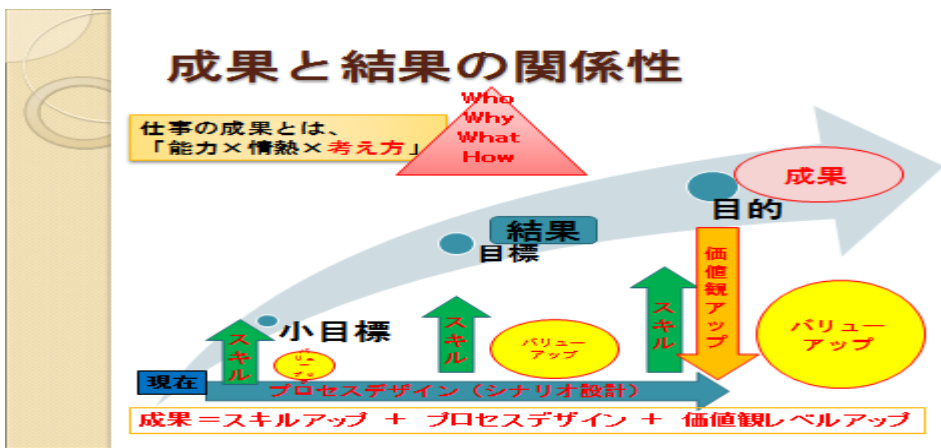 成果と結果の関係性
仕事の成果とは、
「能力×情熱×考え方」
Who
Why
What
How
成果
目的
結果
目標
小目標
スキル
スキル
スキル
価値観アップ
バリュー
アップ
バリュー
アップ
現在
プロセスデザイン（シナリオ設計）
成果＝スキルアップ ＋ プロセスデザイン ＋ 価値観レベルアップ